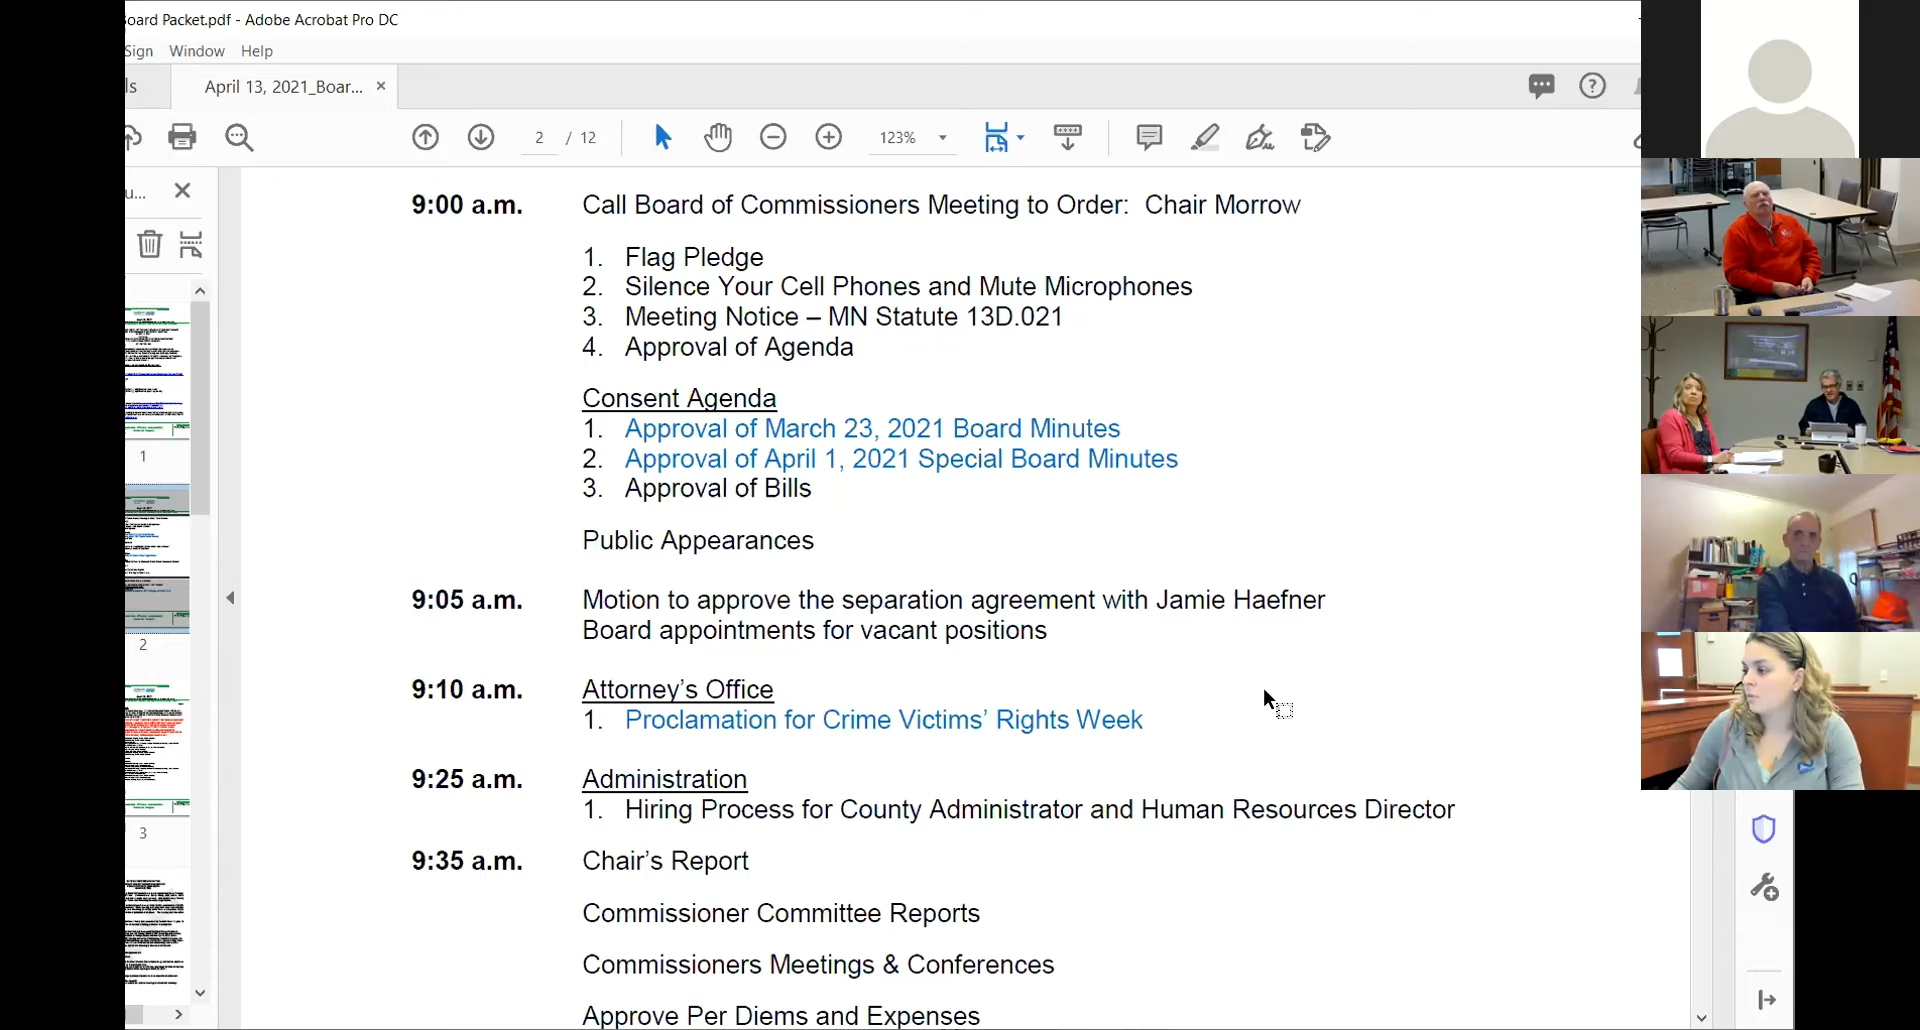 Board Packet.pdf - Adobe Acrobat Pro DC
Sign Window Help
ls
April 13, 2021_Boar... ×
2 / 12
123%
u...
9:00 a.m. Call Board of Commissioners Meeting to Order: Chair Morrow
1. Flag Pledge
2. Silence Your Cell Phones and Mute Microphones
3. Meeting Notice – MN Statute 13D.021
4. Approval of Agenda
Consent Agenda
1. Approval of March 23, 2021 Board Minutes
2. Approval of April 1, 2021 Special Board Minutes
3. Approval of Bills
Public Appearances
9:05 a.m. Motion to approve the separation agreement with Jamie Haefner
Board appointments for vacant positions
9:10 a.m. Attorney’s Office
1. Proclamation for Crime Victims’ Rights Week
9:25 a.m. Administration
1. Hiring Process for County Administrator and Human Resources Director
9:35 a.m. Chair’s Report
Commissioner Committee Reports
Commissioners Meetings & Conferences
Approve Per Diems and Expenses
1
2
3